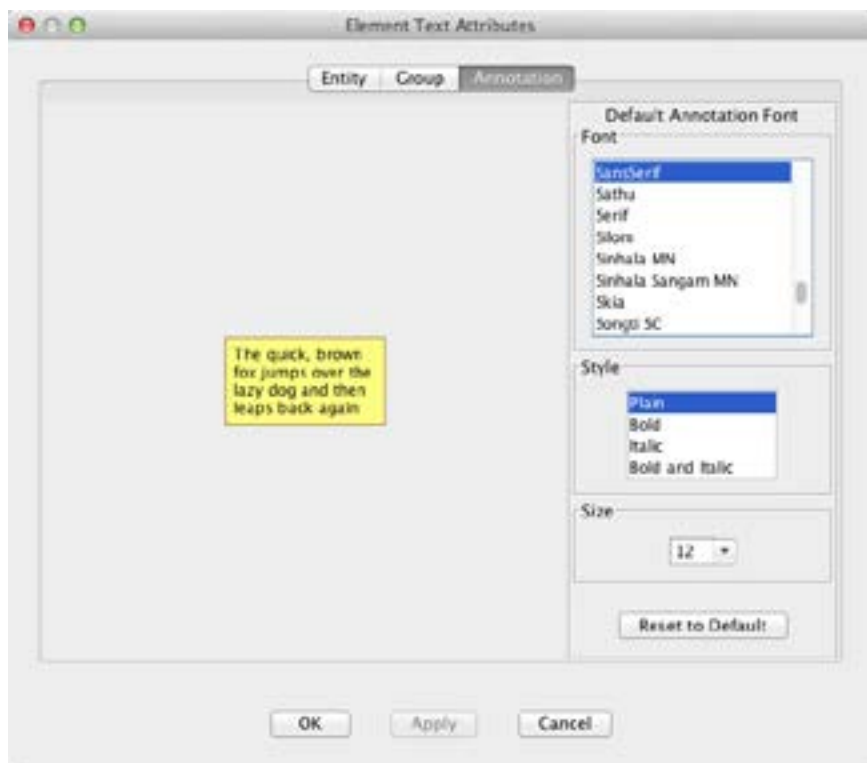 Element Text Attributes
Entity Group Annotation
Default Annotation Font
Font
SansSerif
Sathu
Serif
Silom
Sinhala MN
Sinhala Sangam MN
Skia
Songti SC
The quick, brown
fox jumps over the
lazy dog and then
leaps back again
Style
Plain
Bold
Italic
Bold and Italic
Size
12
Reset to Default
OK Apply Cancel